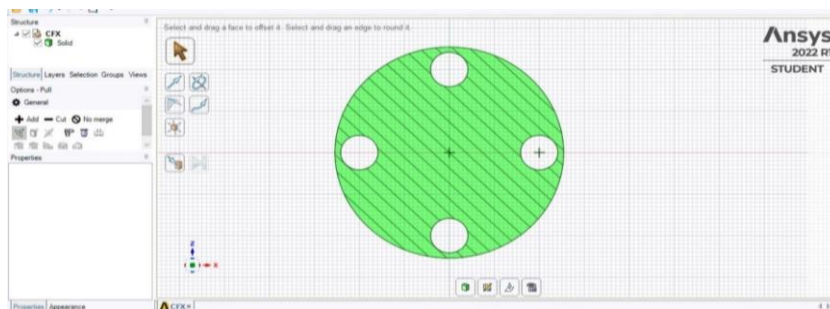 Structure
CFX
Solid
Structure Layers Selection Groups Views
Options - Pull
General
Add Cut No merge
Properties
Properties Appearance
Select and drag a face to offset it. Select and drag an edge to round it.
Ansys
2022 R
STUDENT
Z
X
CFX